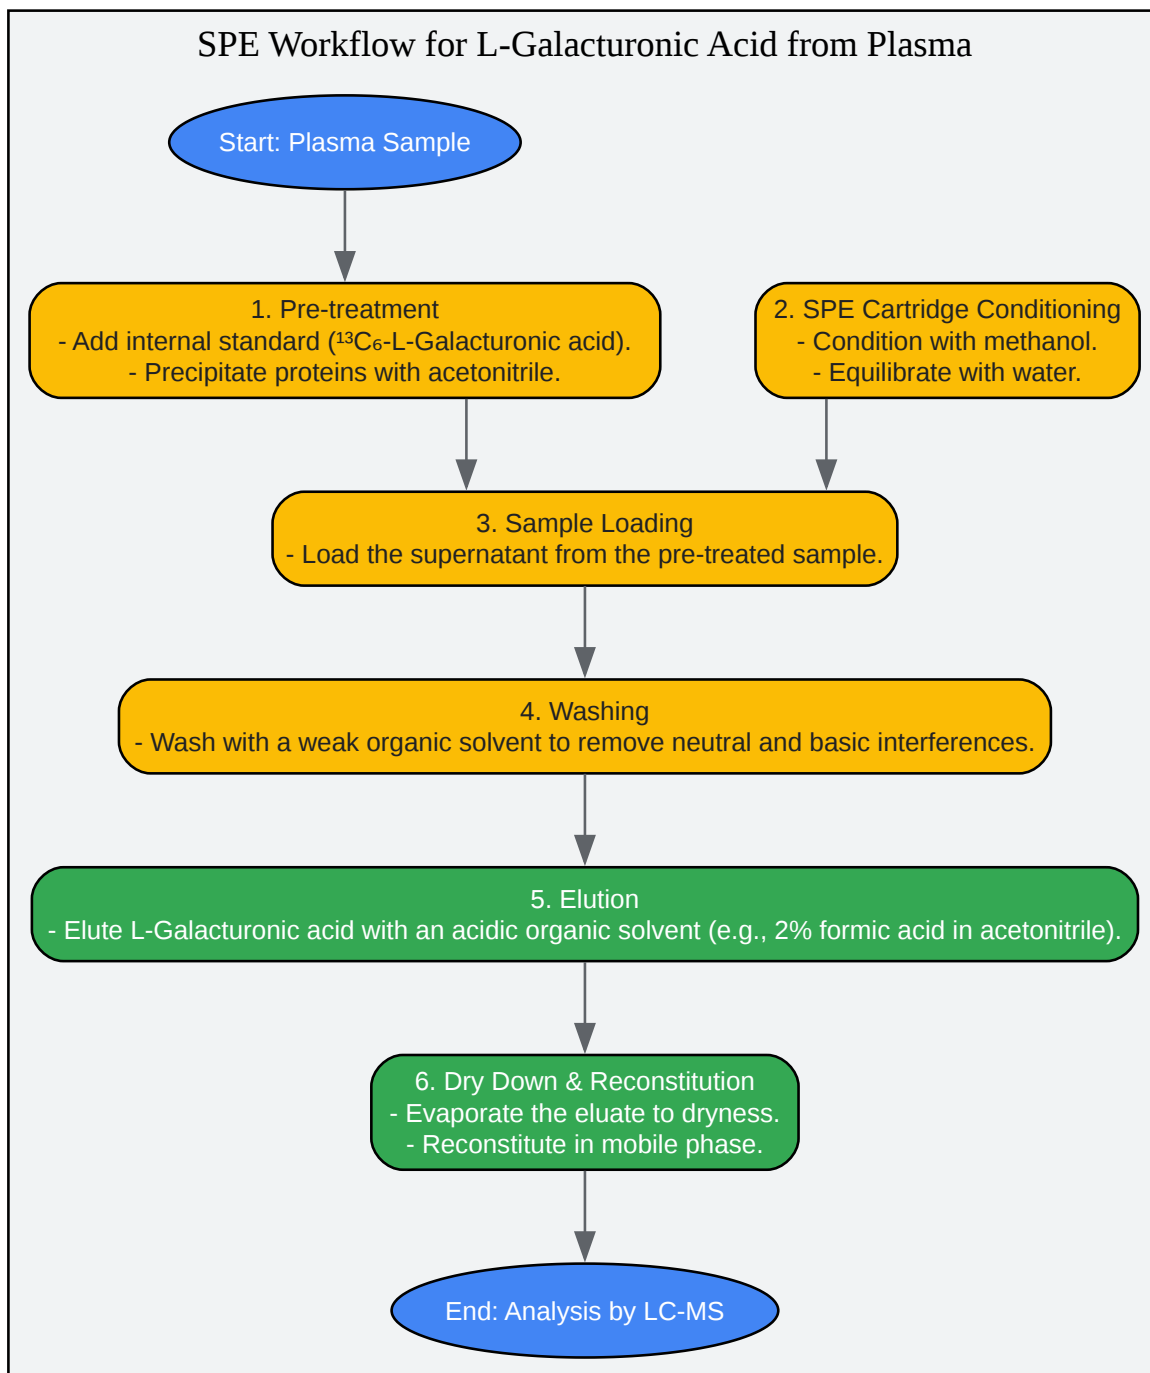 SPE Workflow for L-Galacturonic Acid from Plasma
Start: Plasma Sample
1. Pre-treatment
- Add internal standard (¹³C₆-L-Galacturonic acid).
- Precipitate proteins with acetonitrile.
2. SPE Cartridge Conditioning
- Condition with methanol.
- Equilibrate with water.
3. Sample Loading
- Load the supernatant from the pre-treated sample.
4. Washing
- Wash with a weak organic solvent to remove neutral and basic interferences.
5. Elution
- Elute L-Galacturonic acid with an acidic organic solvent (e.g., 2% formic acid in acetonitrile).
6. Dry Down & Reconstitution
- Evaporate the eluate to dryness.
- Reconstitute in mobile phase.
End: Analysis by LC-MS